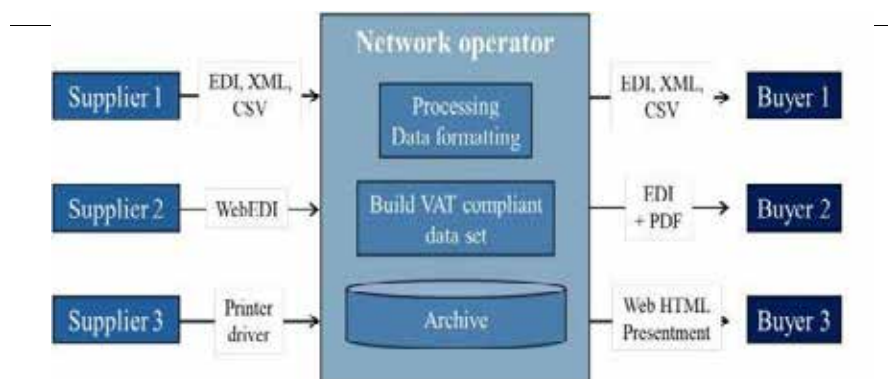 Network operator
Supplier 1
EDI, XML,
CSV
Processing
Data formatting
EDI, XML,
CSV
Buyer 1
Supplier 2
WebEDI
Build VAT compliant
data set
EDI
+ PDF
Buyer 2
Supplier 3
Printer
driver
Archive
Web HTML
Presentment
Buyer 3